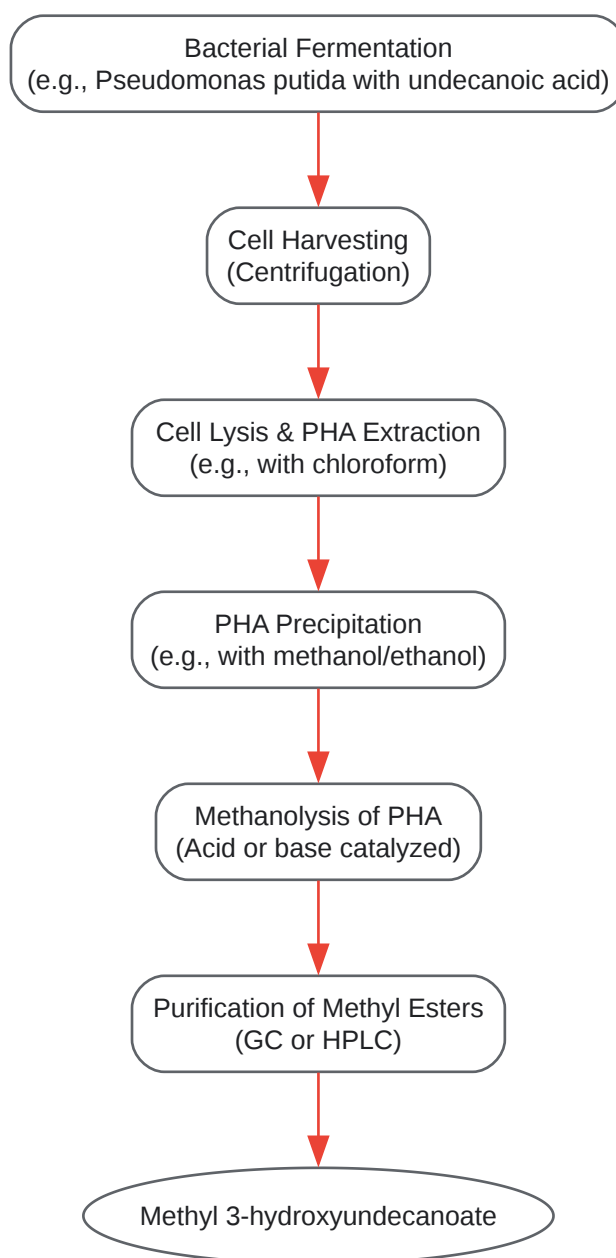 Bacterial Fermentation
(e.g., Pseudomonas putida with undecanoic acid)
Cell Harvesting
(Centrifugation)
Cell Lysis & PHA Extraction
(e.g., with chloroform)
PHA Precipitation
(e.g., with methanol/ethanol)
Methanolysis of PHA
(Acid or base catalyzed)
Purification of Methyl Esters
(GC or HPLC)
Methyl 3-hydroxyundecanoate